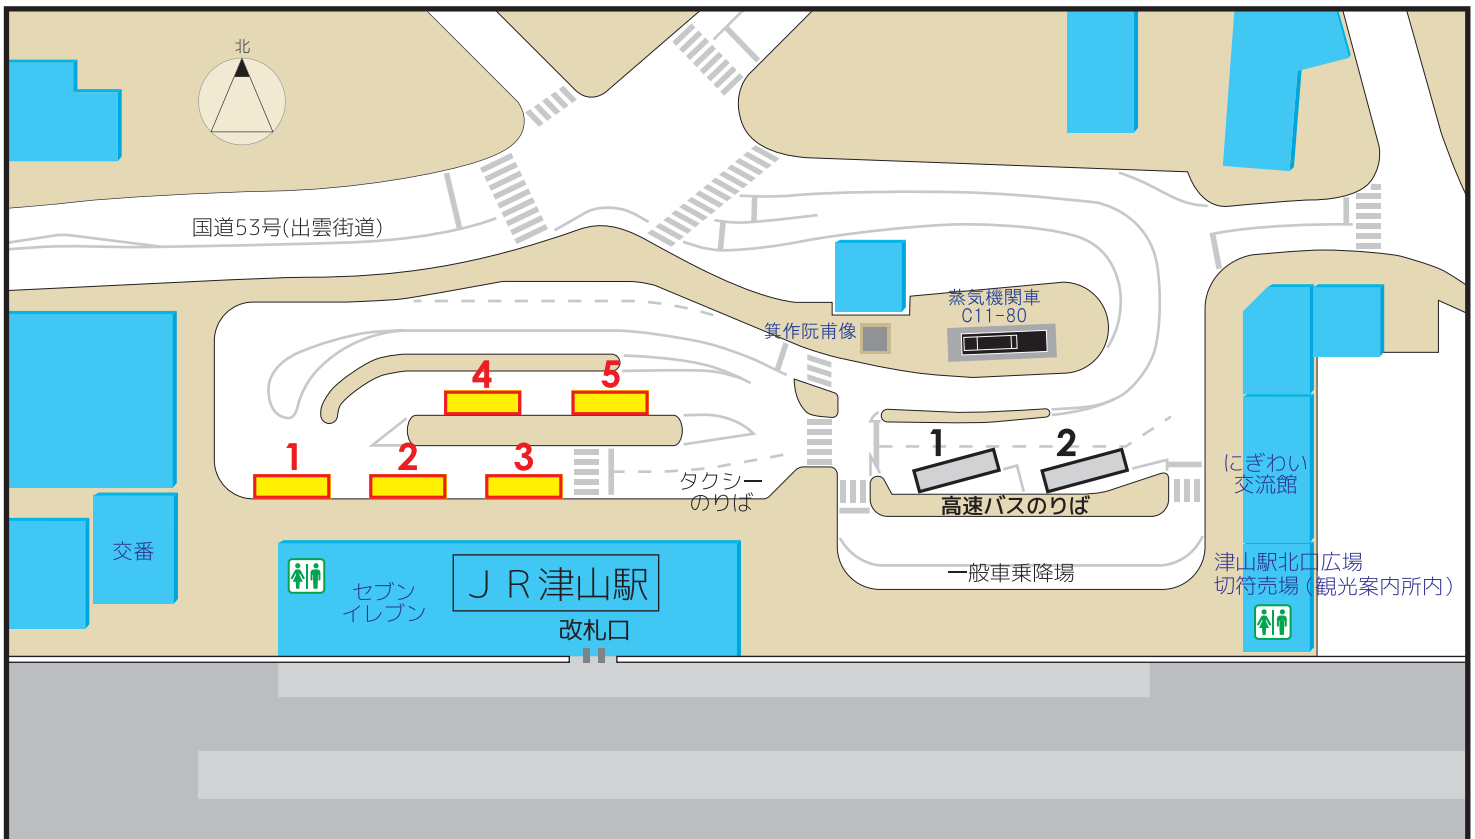 北
国道53号(出雲街道)
蒸気機関車
C11-80
箕作阮甫像
4
5
1
2
3
1
2
タクシー
のりば
高速バスのりば
にぎわい
交流館
交番
セブン
イレブン
ＪＲ津山駅
改札口
一般車乗降場
津山駅北口広場
切符売場(観光案内所内)